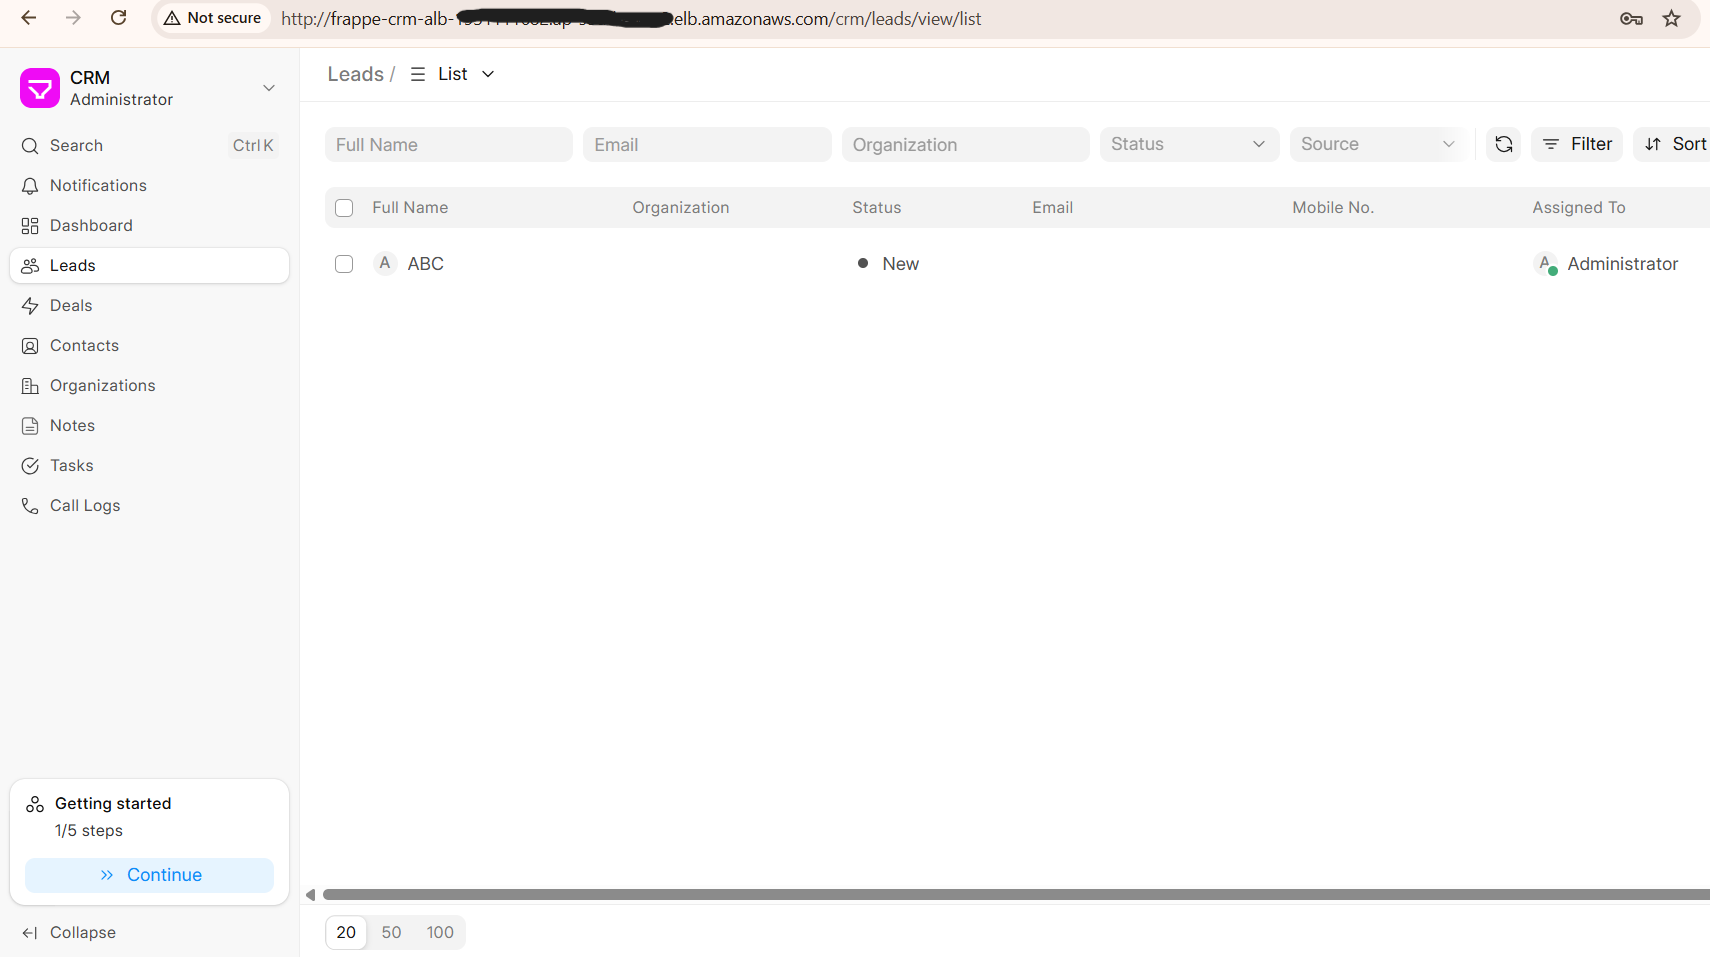 Not secure
http://frappe-crm-alb- elb.amazonaws.com/crm/leads/view/list
CRM
Administrator
Search Ctrl K
Notifications
Dashboard
Leads
Deals
Contacts
Organizations
Notes
Tasks
Call Logs
Getting started
1/5 steps
Continue
Collapse
Leads / List
Full Name Email Organization Status Source Filter Sort
Full Name Organization Status Email Mobile No. Assigned To
A ABC New A Administrator
20 50 100